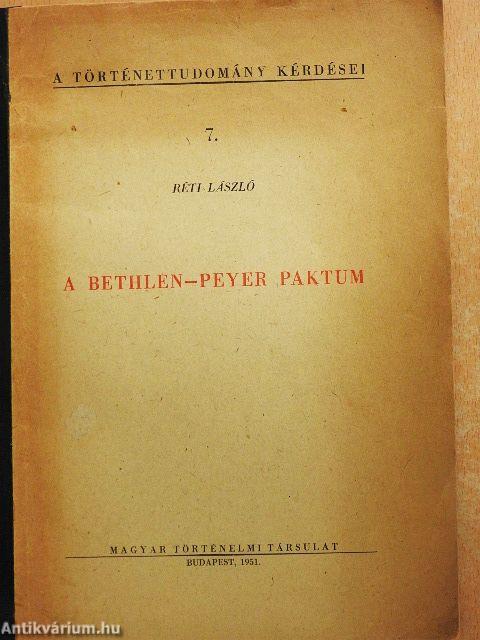 A TÖRTÉNETTUDOMÁNY KÉRDÉSEI
7.
RÉTI LÁSZLÓ
A BETHLEN—PEYER PAKTUM
MAGYAR TÖRTÉNELMI TÁRSULAT
BUDAPEST, 1951.
Antikvárium.hu